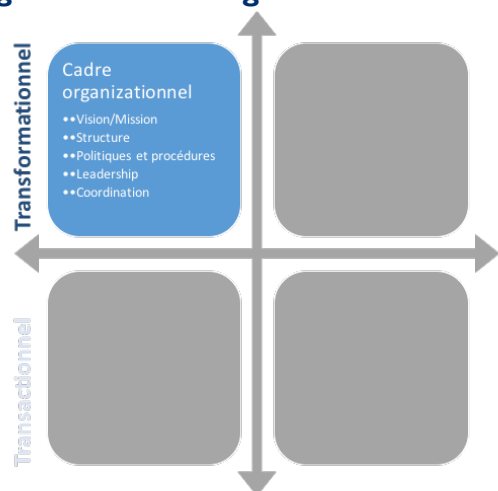 Transformationnel
Cadre
organizationnel
••Vision/Mission
••Structure
••Politiques et procédures
••Leadership
••Coordination
Transactionnel